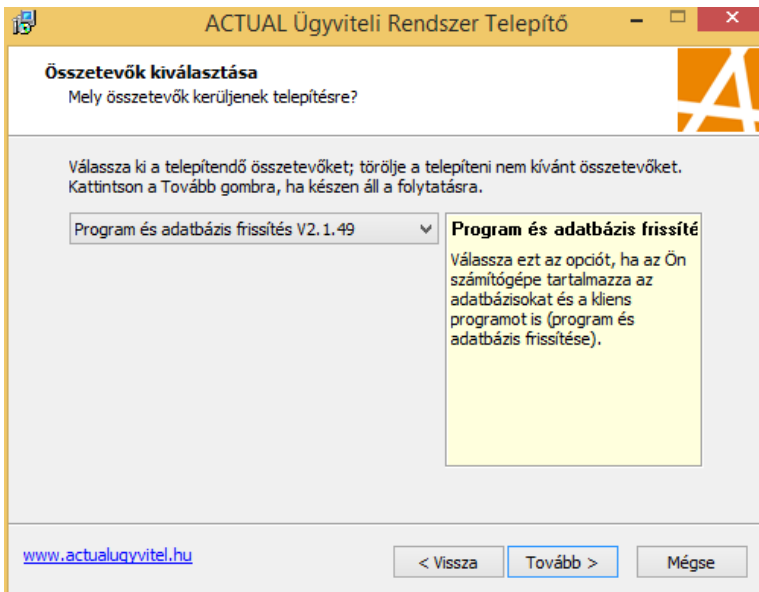 ACTUAL Ügyviteli Rendszer Telepítő
Összetevők kiválasztása
Mely összetevők kerüljenek telepítésre?
Válassza ki a telepítendő összetevőket; törölje a telepíteni nem kívánt összetevőket.
Kattintson a Tovább gombra, ha készen áll a folytatásra.
Program és adatbázis frissítés V2.1.49
Program és adatbázis frissíté
Válassza ezt az opciót, ha az Ön
számítógépe tartalmazza az
adatbázisokat és a kliens
programot is (program és
adatbázis frissítése).
www.actualugyvitel.hu
< Vissza
Tovább >
Mégse